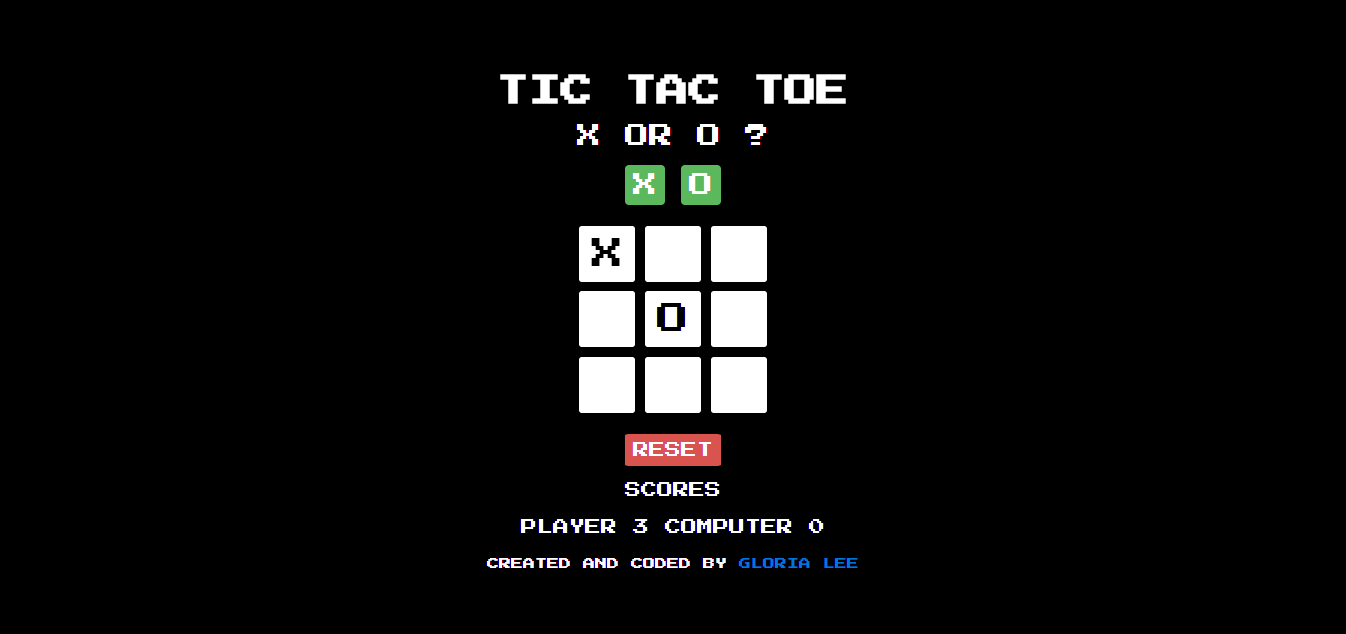 TIC TAC TOE
X OR O ?
X O
X
O
RESET
SCORES
PLAYER 3 COMPUTER 0
CREATED AND CODED BY GLORIA LEE